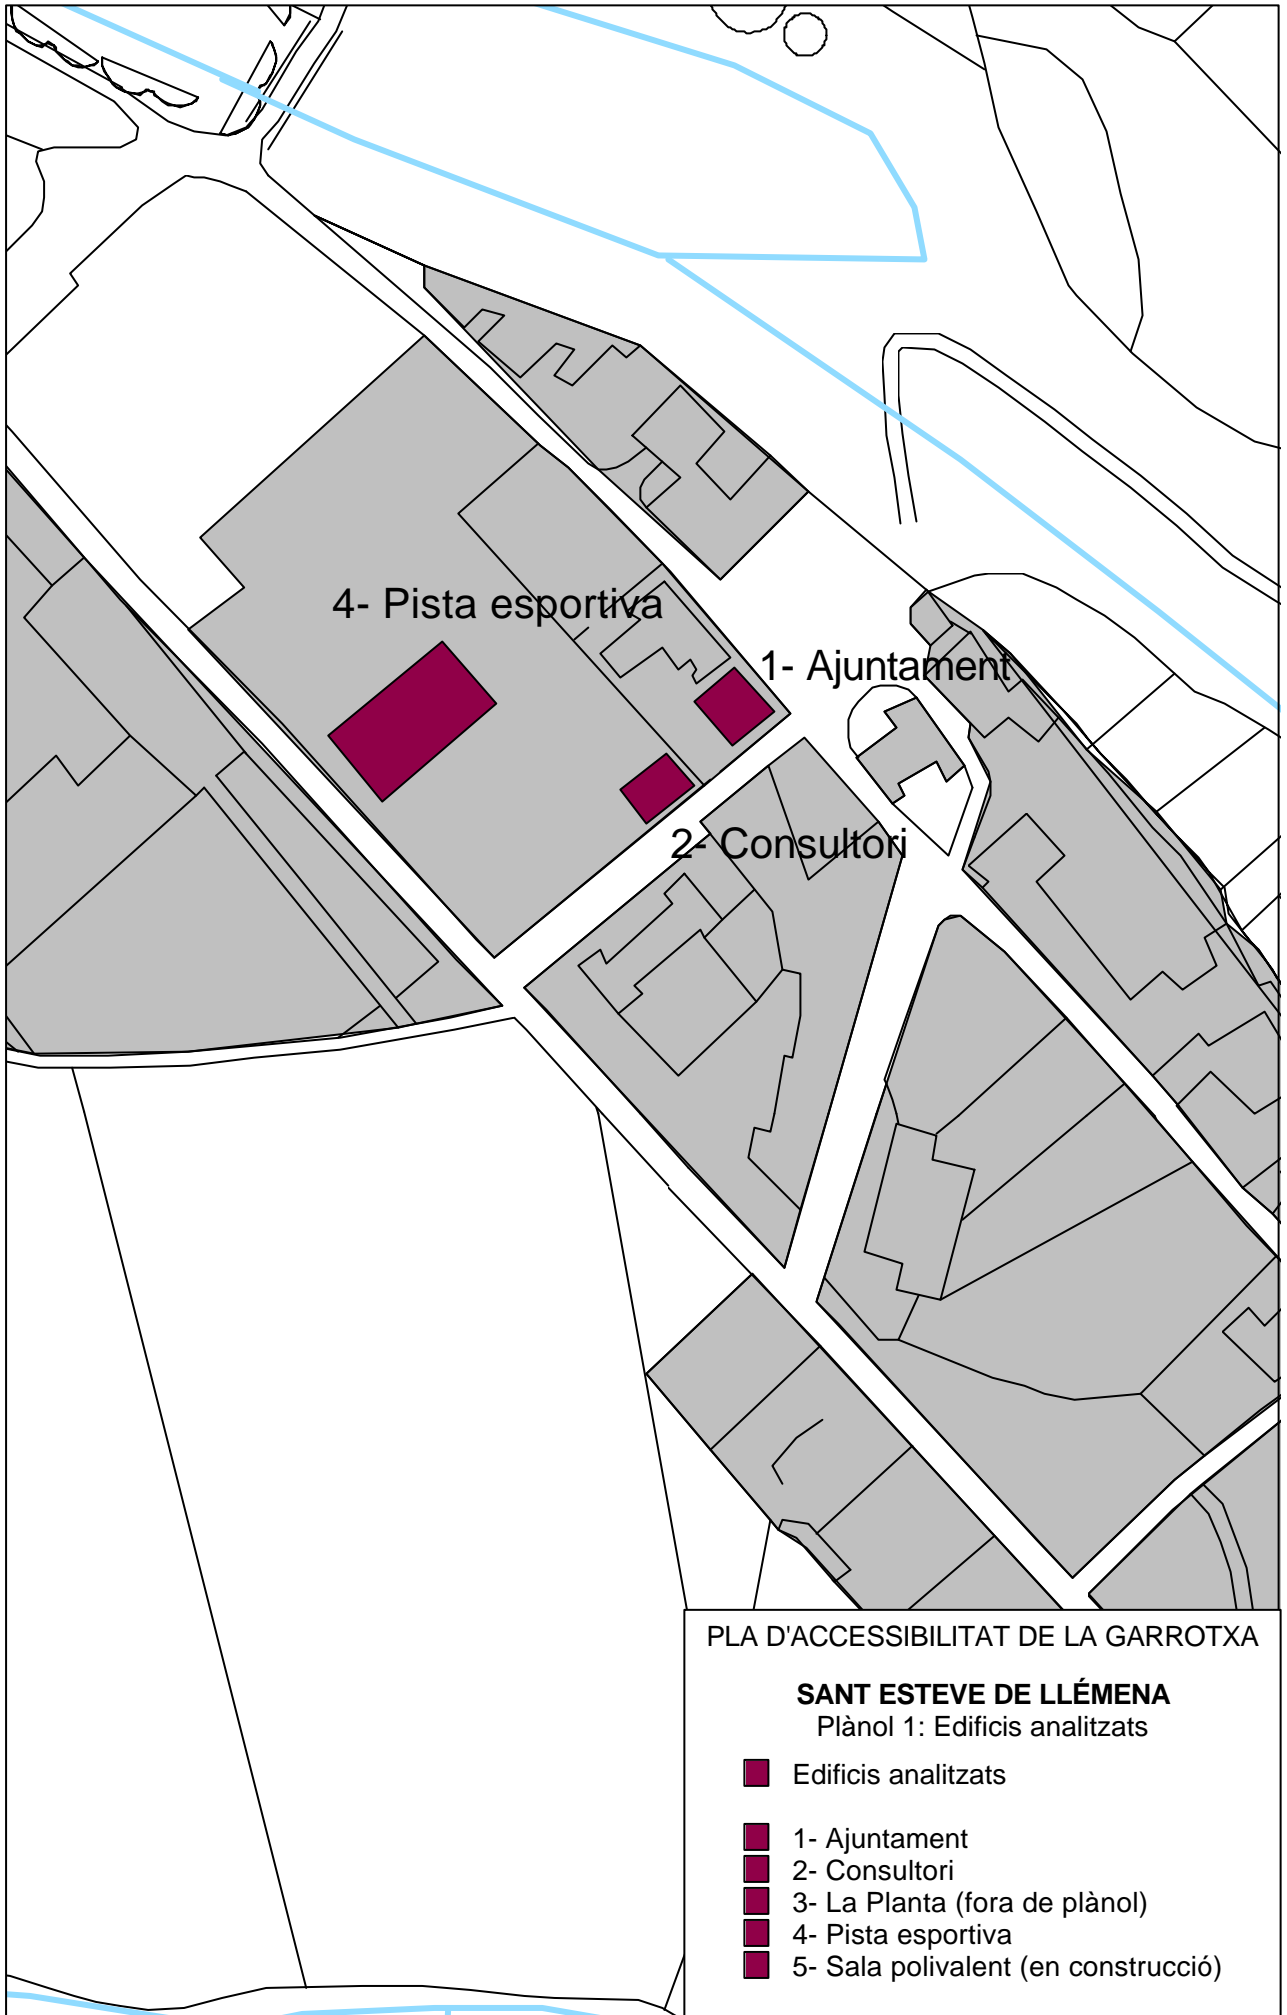 4- Pista esportiva
1- Ajuntament
2- Consultori
PLA D'ACCESSIBILITAT DE LA GARROTXA
SANT ESTEVE DE LLÉMENA
Plànol 1: Edificis analitzats
Edificis analitzats
1- Ajuntament
2- Consultori
3- La Planta (fora de plànol)
4- Pista esportiva
5- Sala polivalent (en construcció)